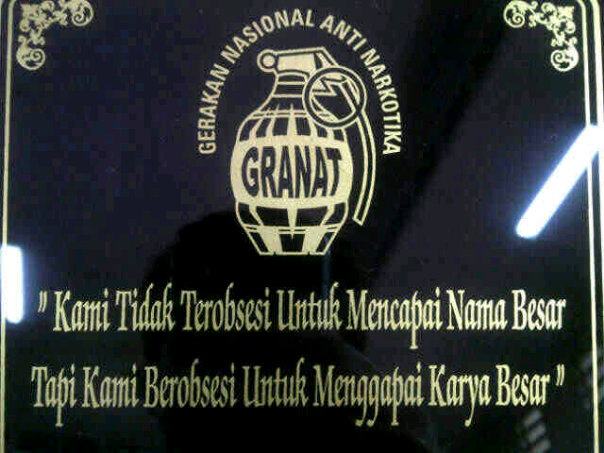 GERAKAN NASIONAL ANTI NARKOTIKA
GRANAT
" Kami Tidak Terobsesi Untuk Mencapai Nama Besar
Tapi Kami Berobsesi Untuk Menggapai Karya Besar "